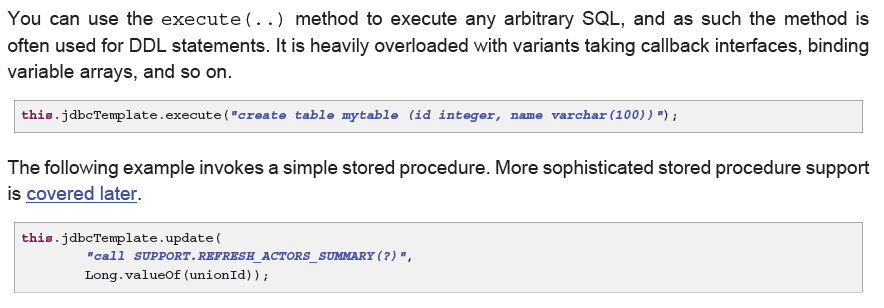 You can use the execute(..) method to execute any arbitrary SQL, and as such the method is
often used for DDL statements. It is heavily overloaded with variants taking callback interfaces, binding
variable arrays, and so on.
this.jdbcTemplate.execute("create table mytable (id integer, name varchar(100))");
The following example invokes a simple stored procedure. More sophisticated stored procedure support
is covered later.
this.jdbcTemplate.update(
"call SUPPORT.REFRESH_ACTORS_SUMMARY(?)",
Long.valueOf(unionId));